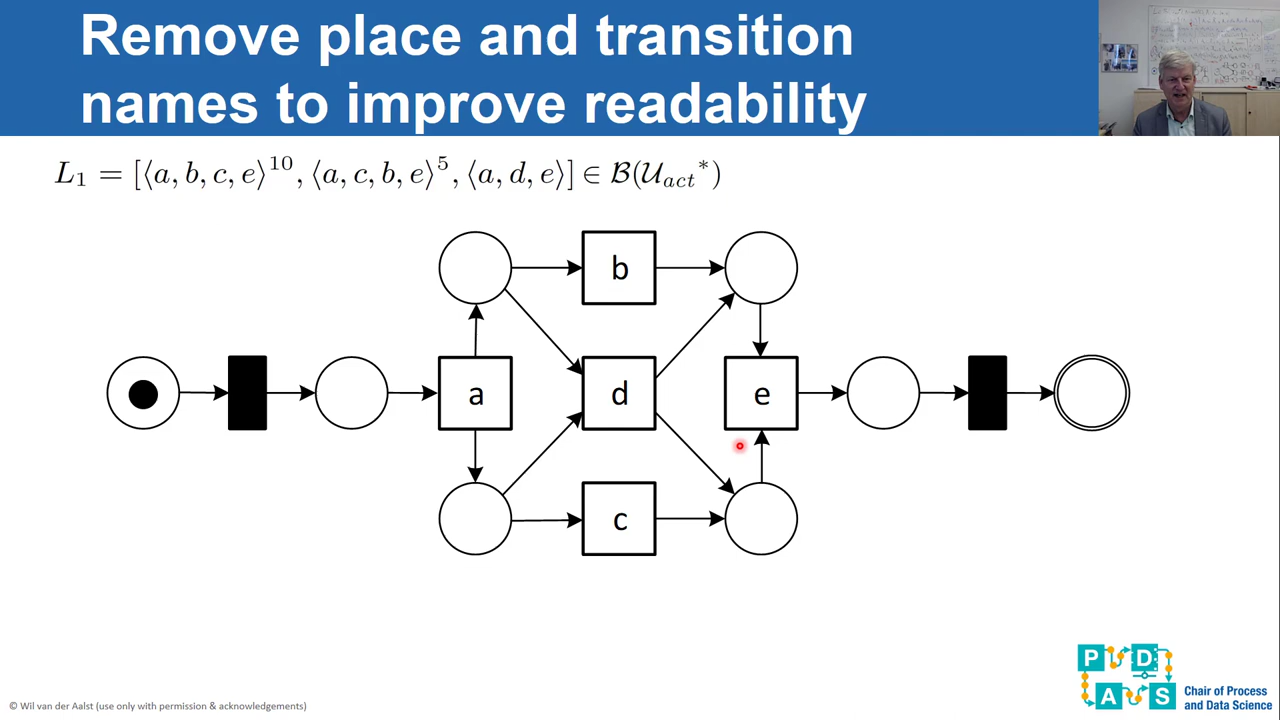 Remove place and transition
names to improve readability
L₁ = [⟨a, b, c, e⟩¹⁰, ⟨a, c, b, e⟩⁵, ⟨a, d, e⟩] ∈ ℬ(𝒰ₐ𝒸ₜ*)
b
a
d
e
c
P D
A S
Chair of Process
and Data Science
© Wil van der Aalst (use only with permission & acknowledgements)